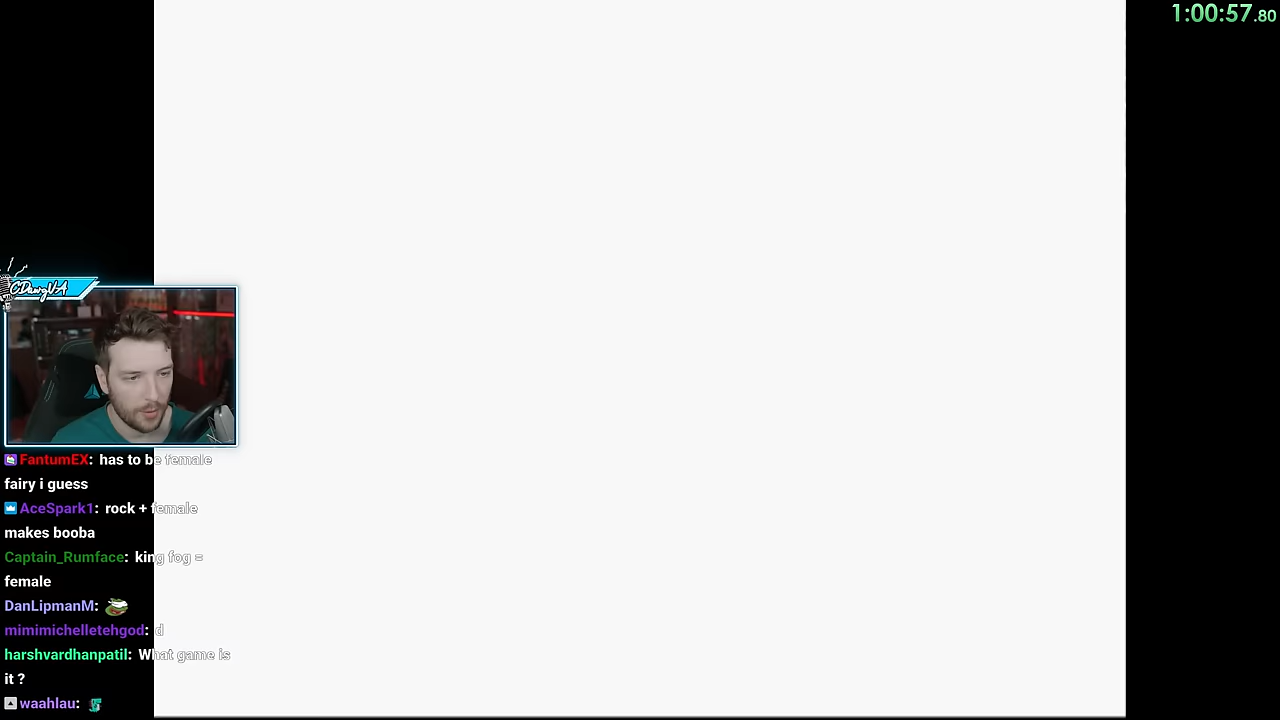 1:00:57.80
CDawgVA
FantumEX: has to be female
fairy i guess
AceSpark1: rock + female
makes booba
Captain_Rumface: king fog =
female
DanLipmanM:
mimimichelletehgod: d
harshvardhanpatil: What game is
it ?
waahlau: